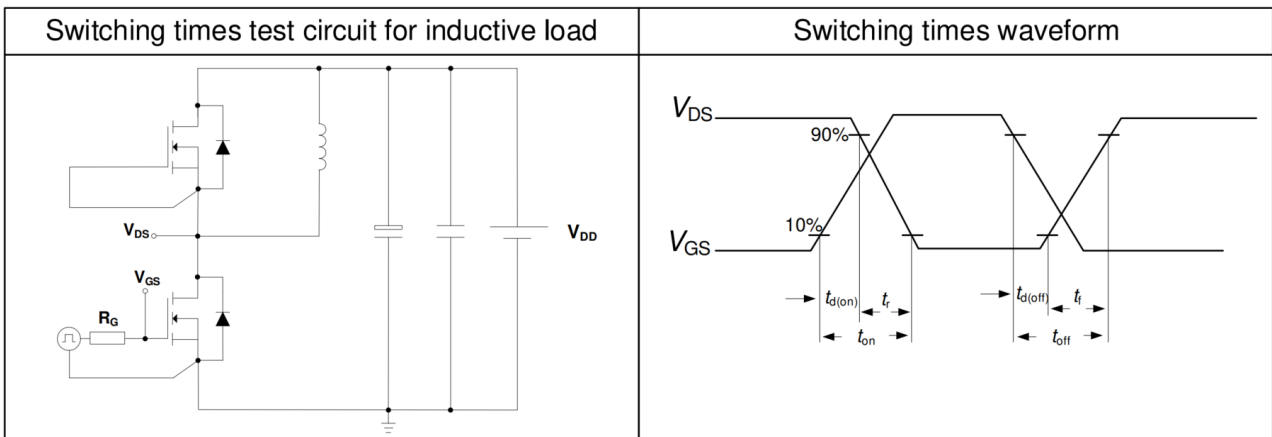 Switching times test circuit for inductive load
Switching times waveform
VDS
VGS
RG
VDD
VDS
90%
10%
VGS
td(on)
tr
td(off)
tf
ton
toff